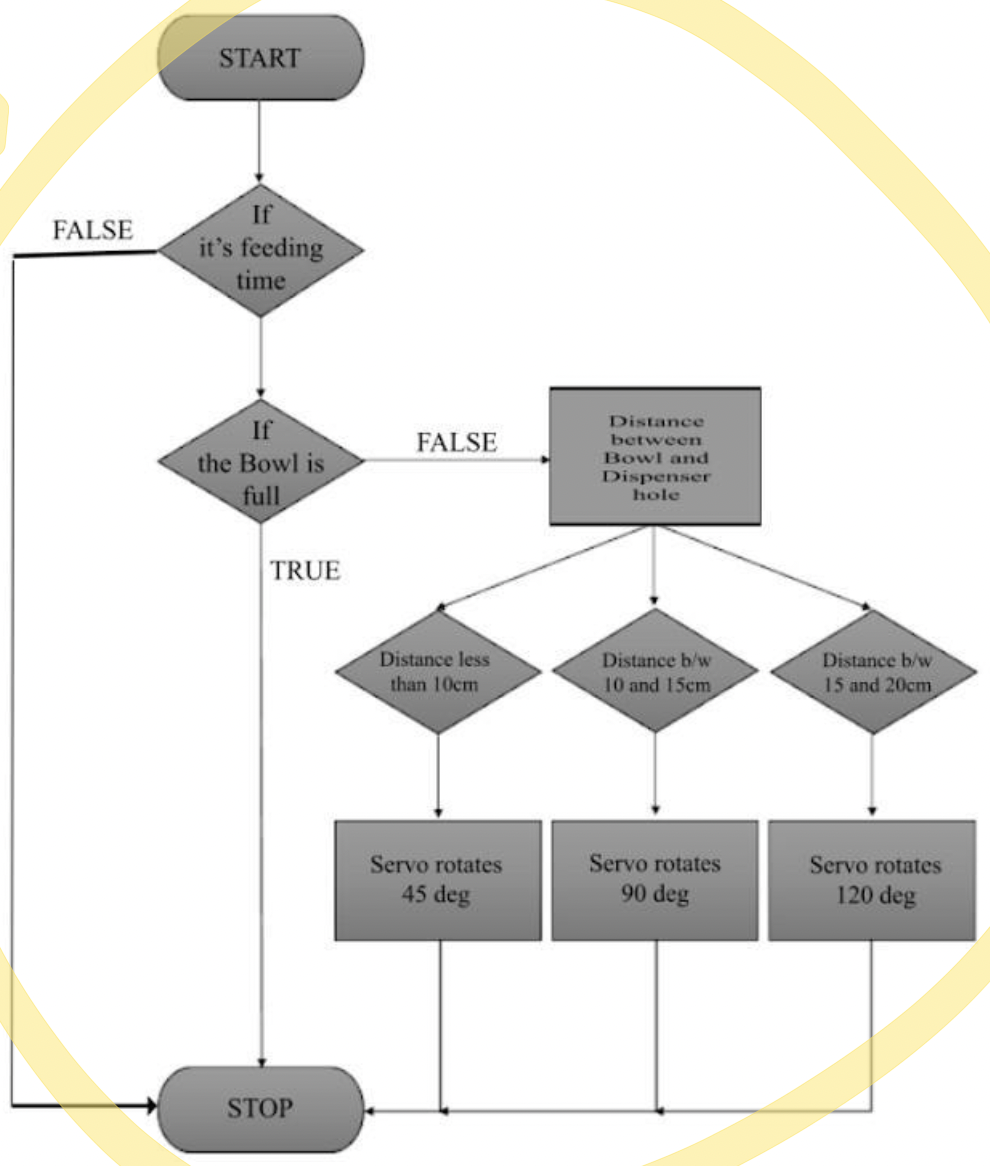 START
FALSE
If
it's feeding
time
If
the Bowl is
full
FALSE
Distance
between
Bowl and
Dispenser
hole
TRUE
Distance less
than 10cm
Distance b/w
10 and 15cm
Distance b/w
15 and 20cm
Servo rotates
45 deg
Servo rotates
90 deg
Servo rotates
120 deg
STOP